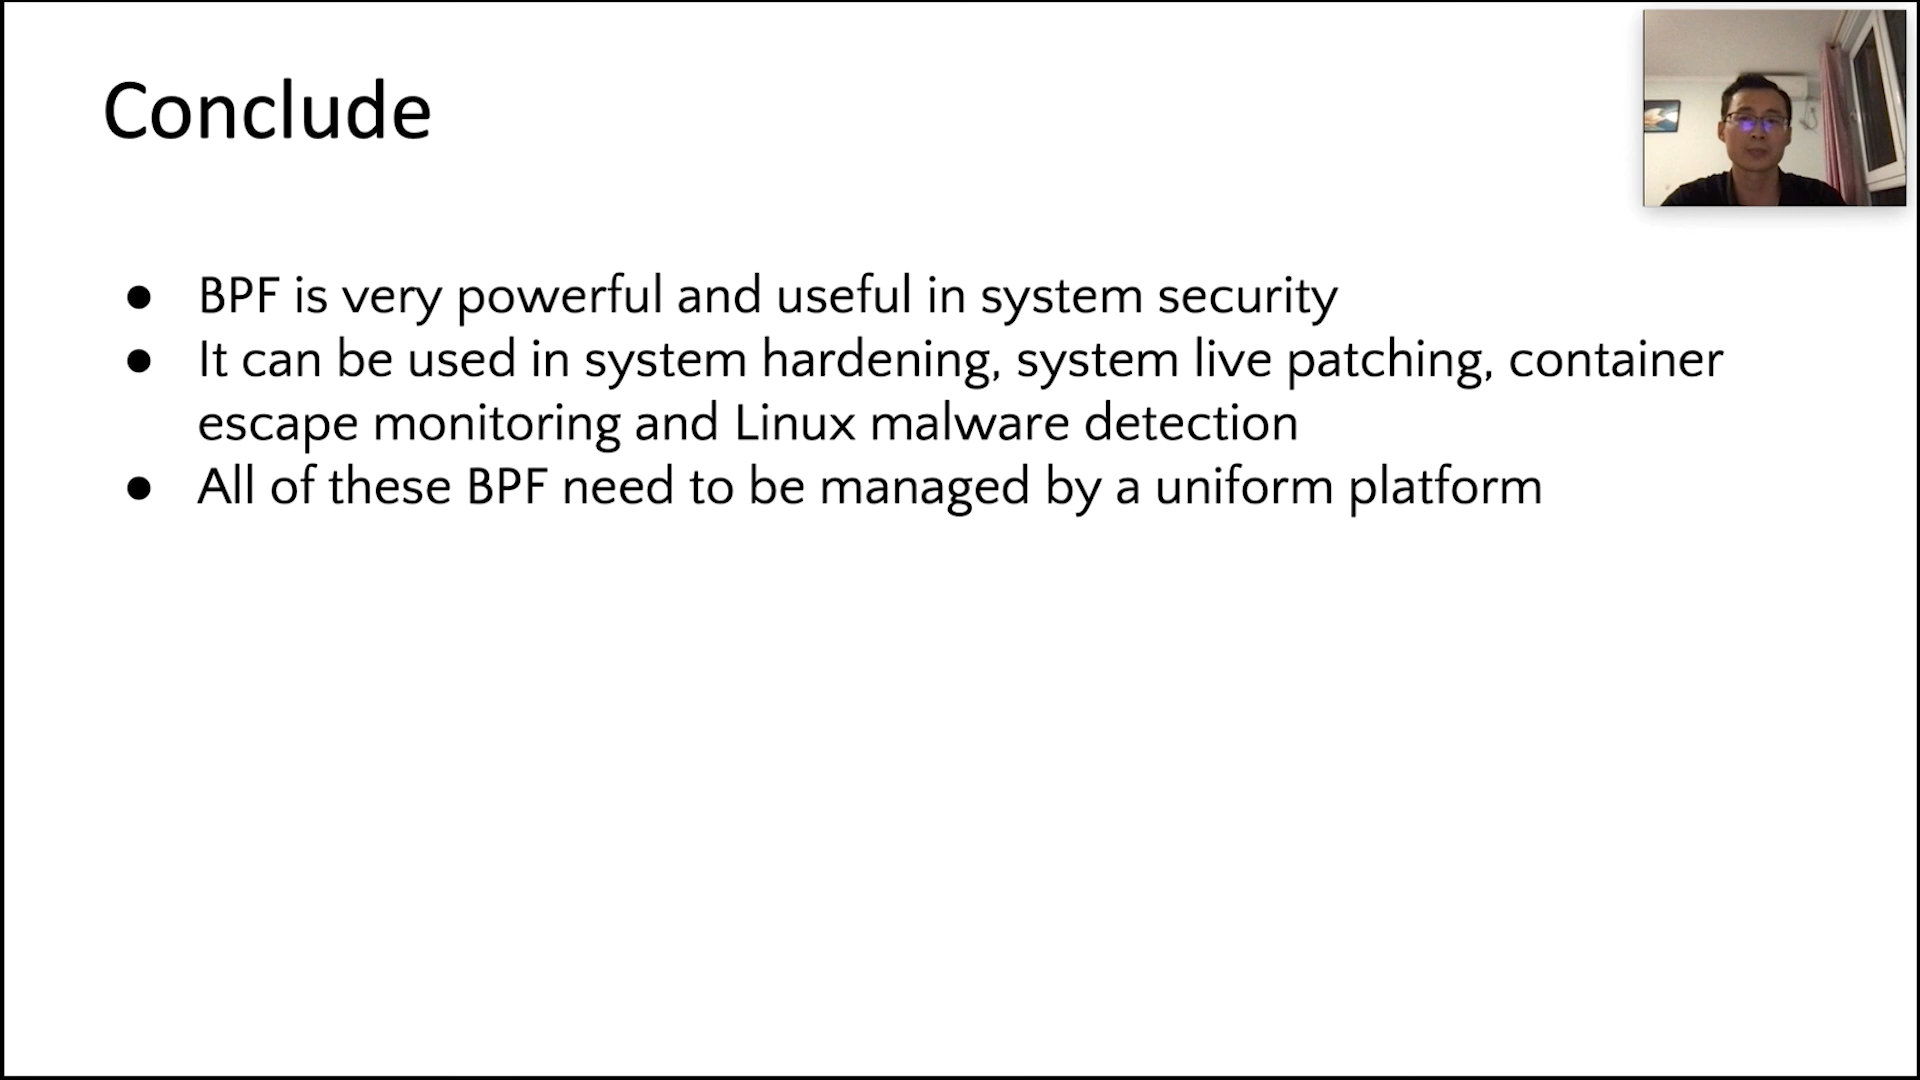 Conclude
● BPF is very powerful and useful in system security
● It can be used in system hardening, system live patching, container
escape monitoring and Linux malware detection
● All of these BPF need to be managed by a uniform platform